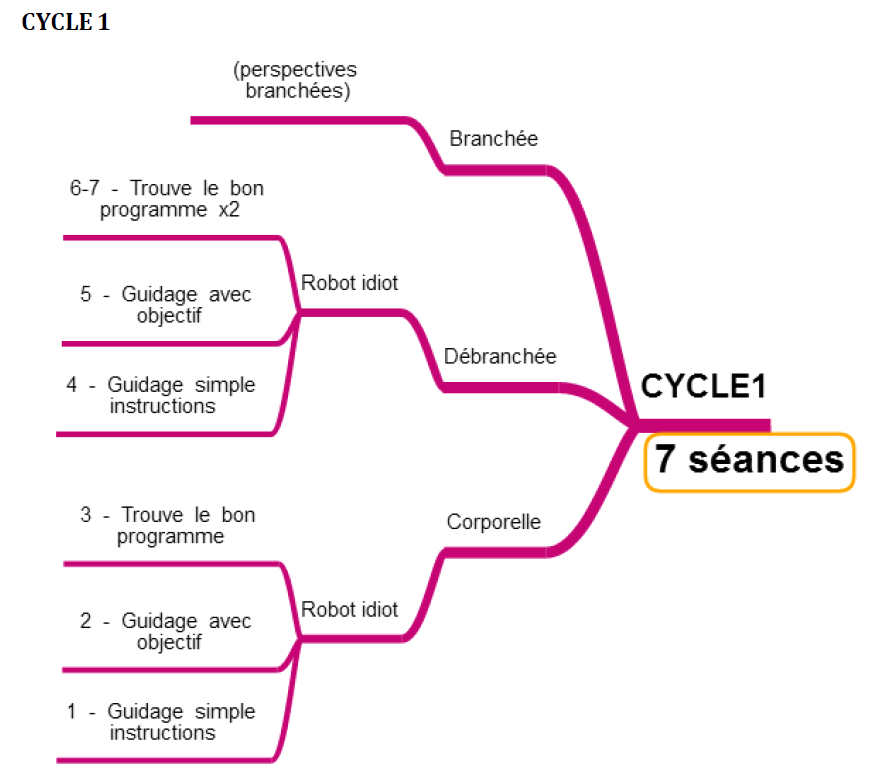 CYCLE 1
(perspectives
branchées)
Branchée
6-7 - Trouve le bon
programme x2
Robot idiot
5 - Guidage avec
objectif
Débranchée
4 - Guidage simple
instructions
CYCLE1
7 séances
3 - Trouve le bon
programme
Corporelle
Robot idiot
2 - Guidage avec
objectif
1 - Guidage simple
instructions